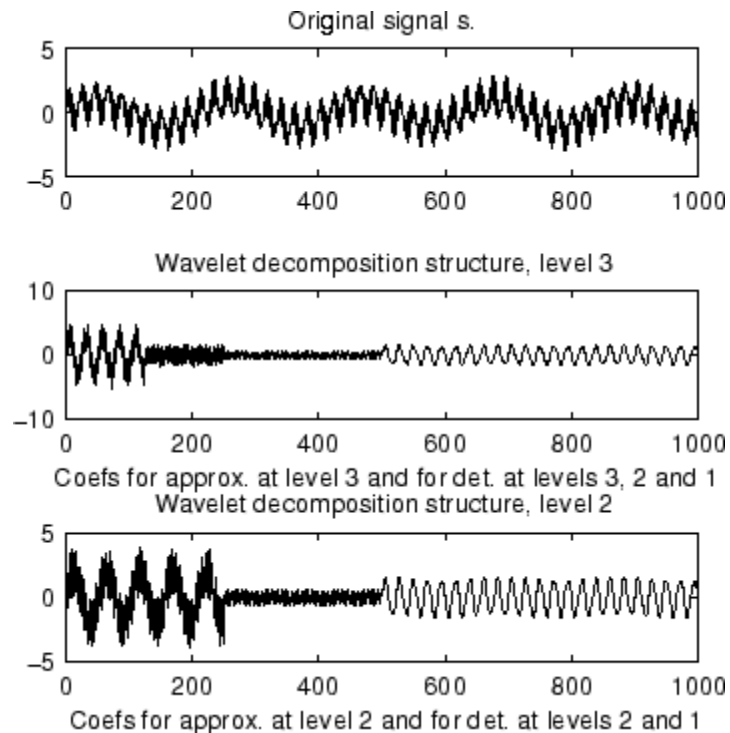 Original signal s.
5
0
−5
0 200 400 600 800 1000
Wavelet decomposition structure, level 3
10
0
−10
0 200 400 600 800 1000
Coefs for approx. at level 3 and for det. at levels 3, 2 and 1
Wavelet decomposition structure, level 2
5
0
−5
0 200 400 600 800 1000
Coefs for approx. at level 2 and for det. at levels 2 and 1